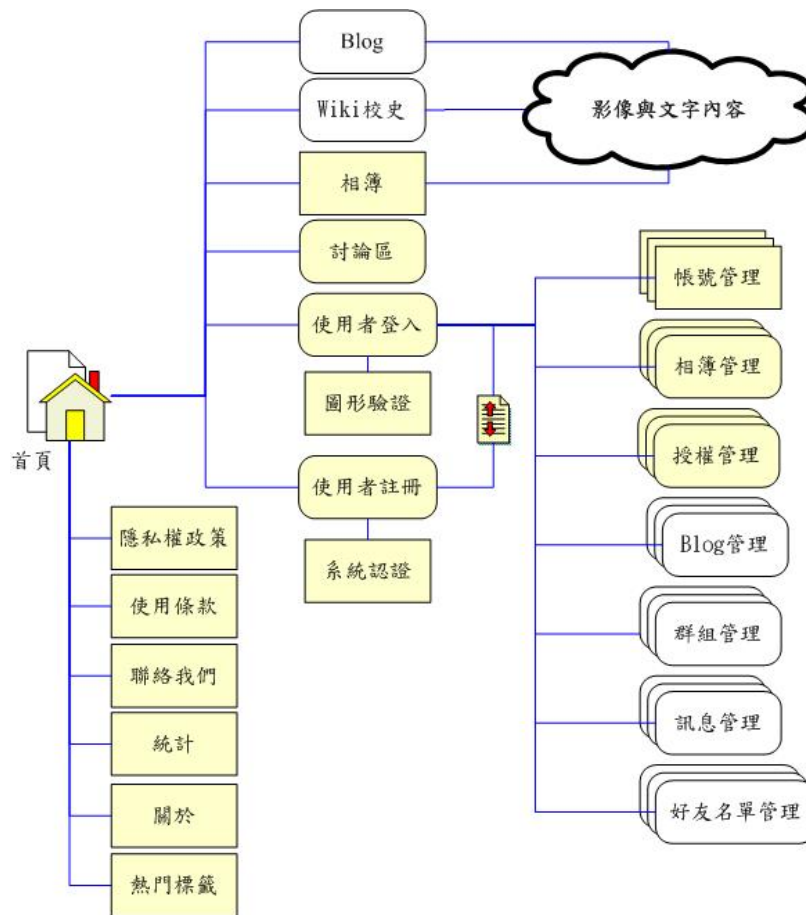 Blog
Wiki校史
影像與文字內容
相簿
討論區
使用者登入
圖形驗證
使用者註冊
系統認證
首頁
隱私權政策
使用條款
聯絡我們
統計
關於
熱門標籤
帳號管理
相簿管理
授權管理
Blog管理
群組管理
訊息管理
好友名單管理